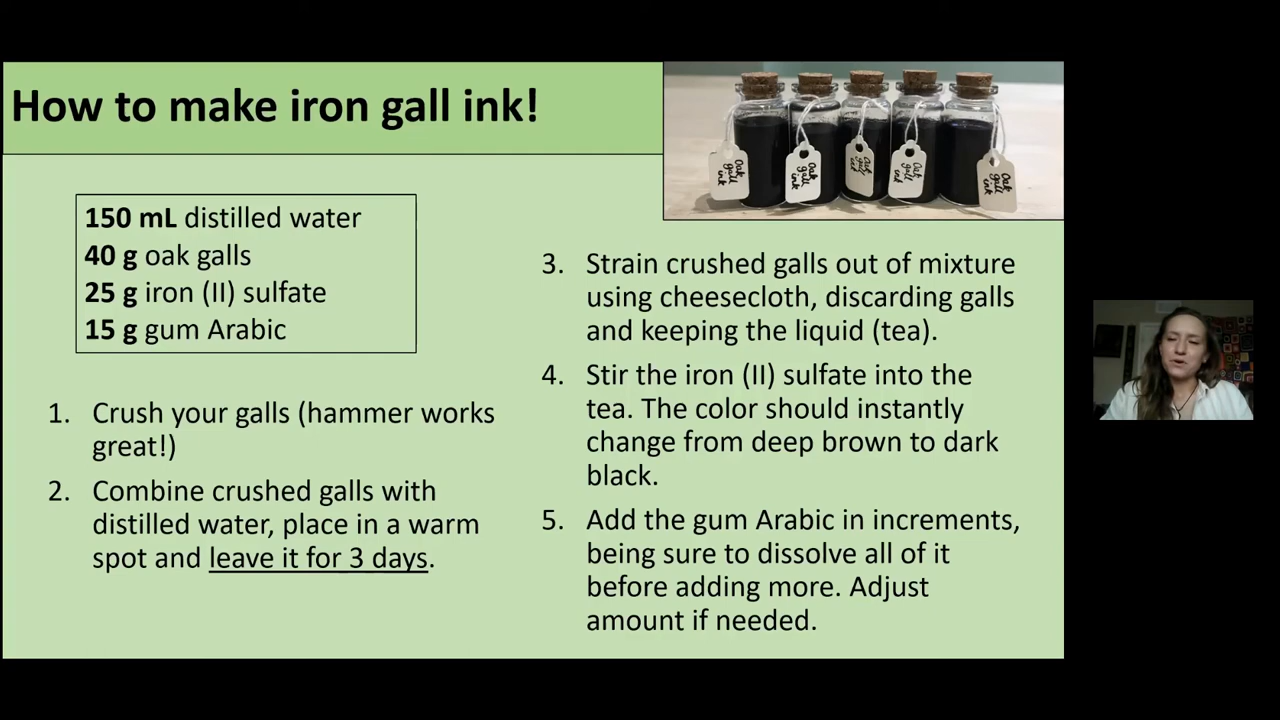 How to make iron gall ink!
Oak
gall
ink
Oak
gall
ink
Oak
gall
ink
Oak
gall
ink
Oak
gall
ink
150 mL distilled water
40 g oak galls
25 g iron (II) sulfate
15 g gum Arabic
1. Crush your galls (hammer works
great!)
2. Combine crushed galls with
distilled water, place in a warm
spot and leave it for 3 days.
3. Strain crushed galls out of mixture
using cheesecloth, discarding galls
and keeping the liquid (tea).
4. Stir the iron (II) sulfate into the
tea. The color should instantly
change from deep brown to dark
black.
5. Add the gum Arabic in increments,
being sure to dissolve all of it
before adding more. Adjust
amount if needed.